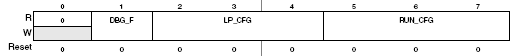 0 1 2 3 4 5 6 7
R 0 DBG_F LP_CFG RUN_CFG
W
Reset 0 0 0 0 0 0 0 0